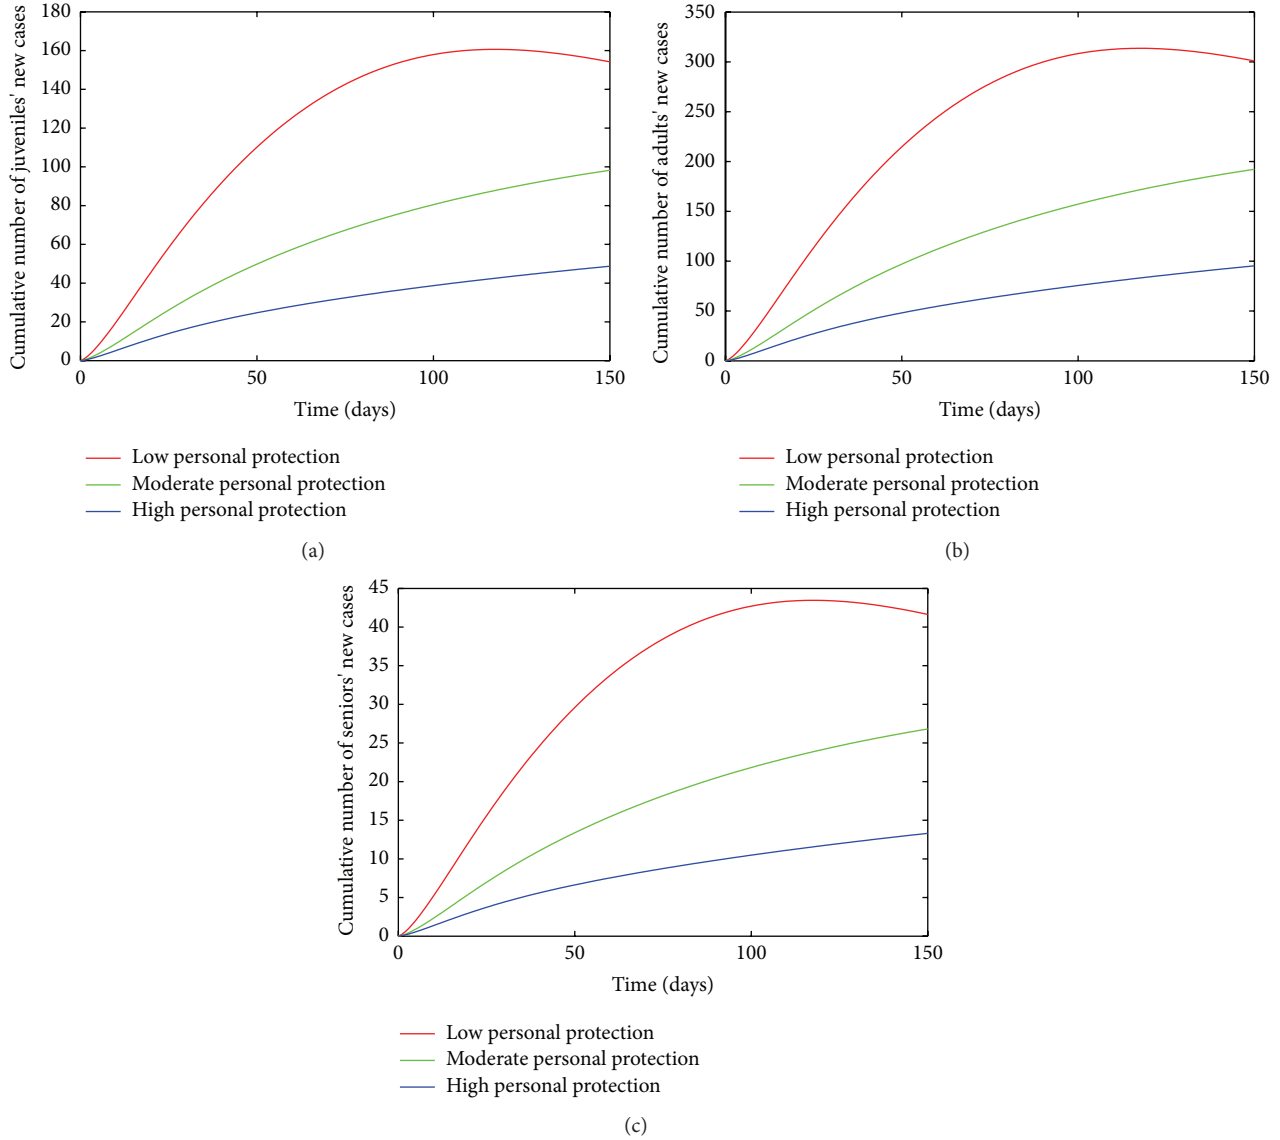 Cumulative number of juveniles' new cases
180
160
140
120
100
80
60
40
20
0
0 50 100 150
Time (days)
Low personal protection
Moderate personal protection
High personal protection
(a)
Cumulative number of adults' new cases
350
300
250
200
150
100
50
0
0 50 100 150
Time (days)
Low personal protection
Moderate personal protection
High personal protection
(b)
Cumulative number of seniors' new cases
45
40
35
30
25
20
15
10
5
0
0 50 100 150
Time (days)
Low personal protection
Moderate personal protection
High personal protection
(c)